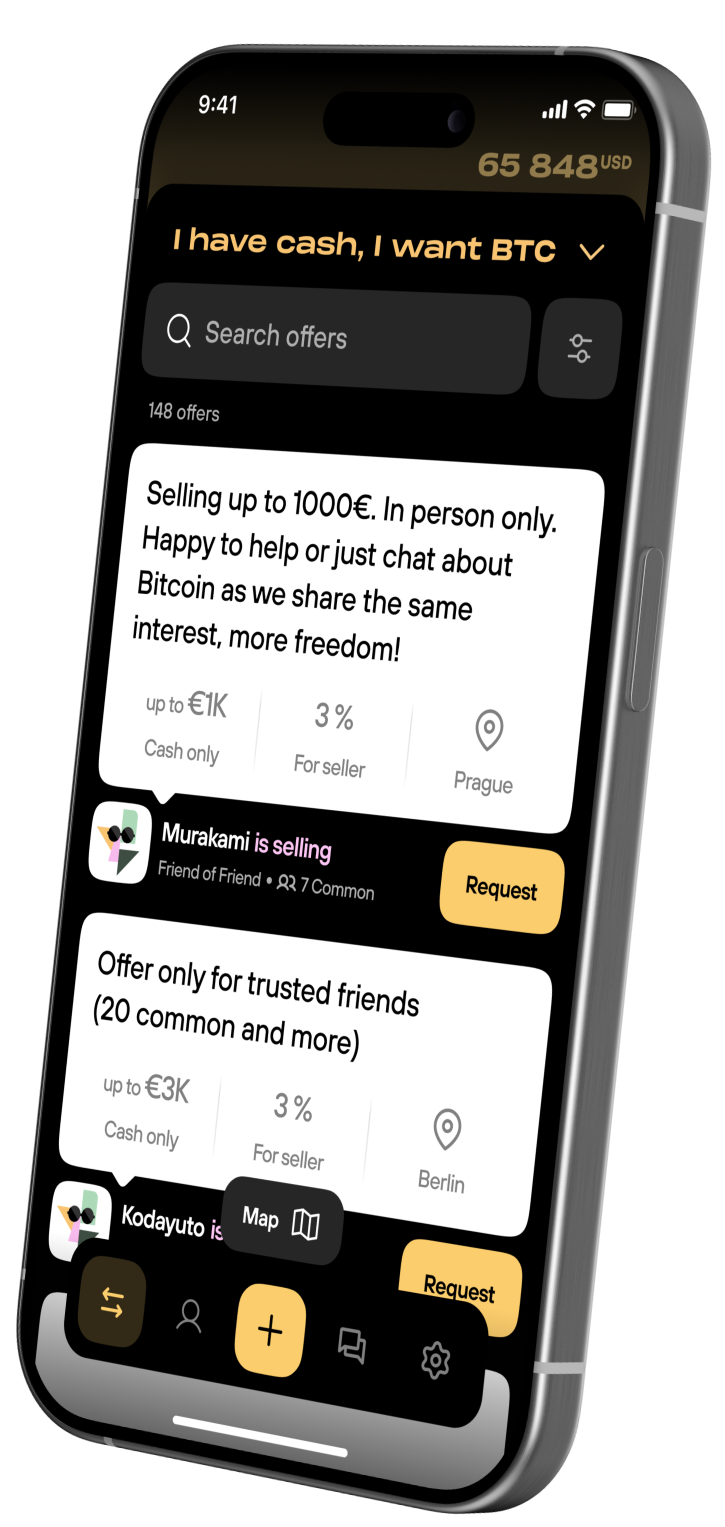 9:41
65 848 USD
I have cash, I want BTC
Search offers
148 offers
Selling up to 1000€. In person only.
Happy to help or just chat about
Bitcoin as we share the same
interest, more freedom!
up to €1K
Cash only
3 %
For seller
Prague
Murakami is selling
Friend of Friend • 7 Common
Request
Offer only for trusted friends
(20 common and more)
up to €3K
Cash only
3 %
For seller
Berlin
Kodayuto is
Map
Request